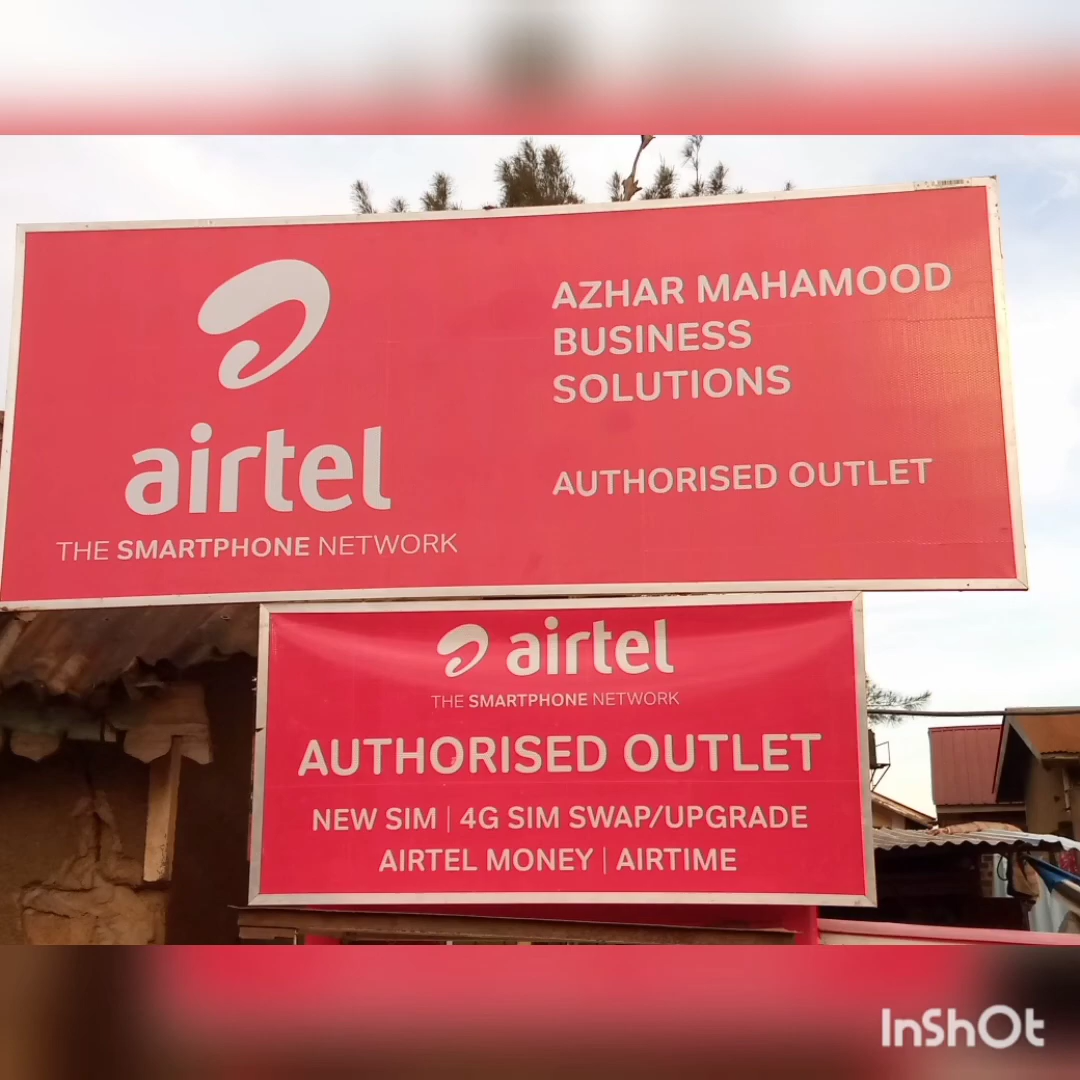 airtel
THE SMARTPHONE NETWORK
AZHAR MAHAMOOD
BUSINESS
SOLUTIONS
AUTHORISED OUTLET
airtel
THE SMARTPHONE NETWORK
AUTHORISED OUTLET
NEW SIM | 4G SIM SWAP/UPGRADE
AIRTEL MONEY | AIRTIME
InShOt